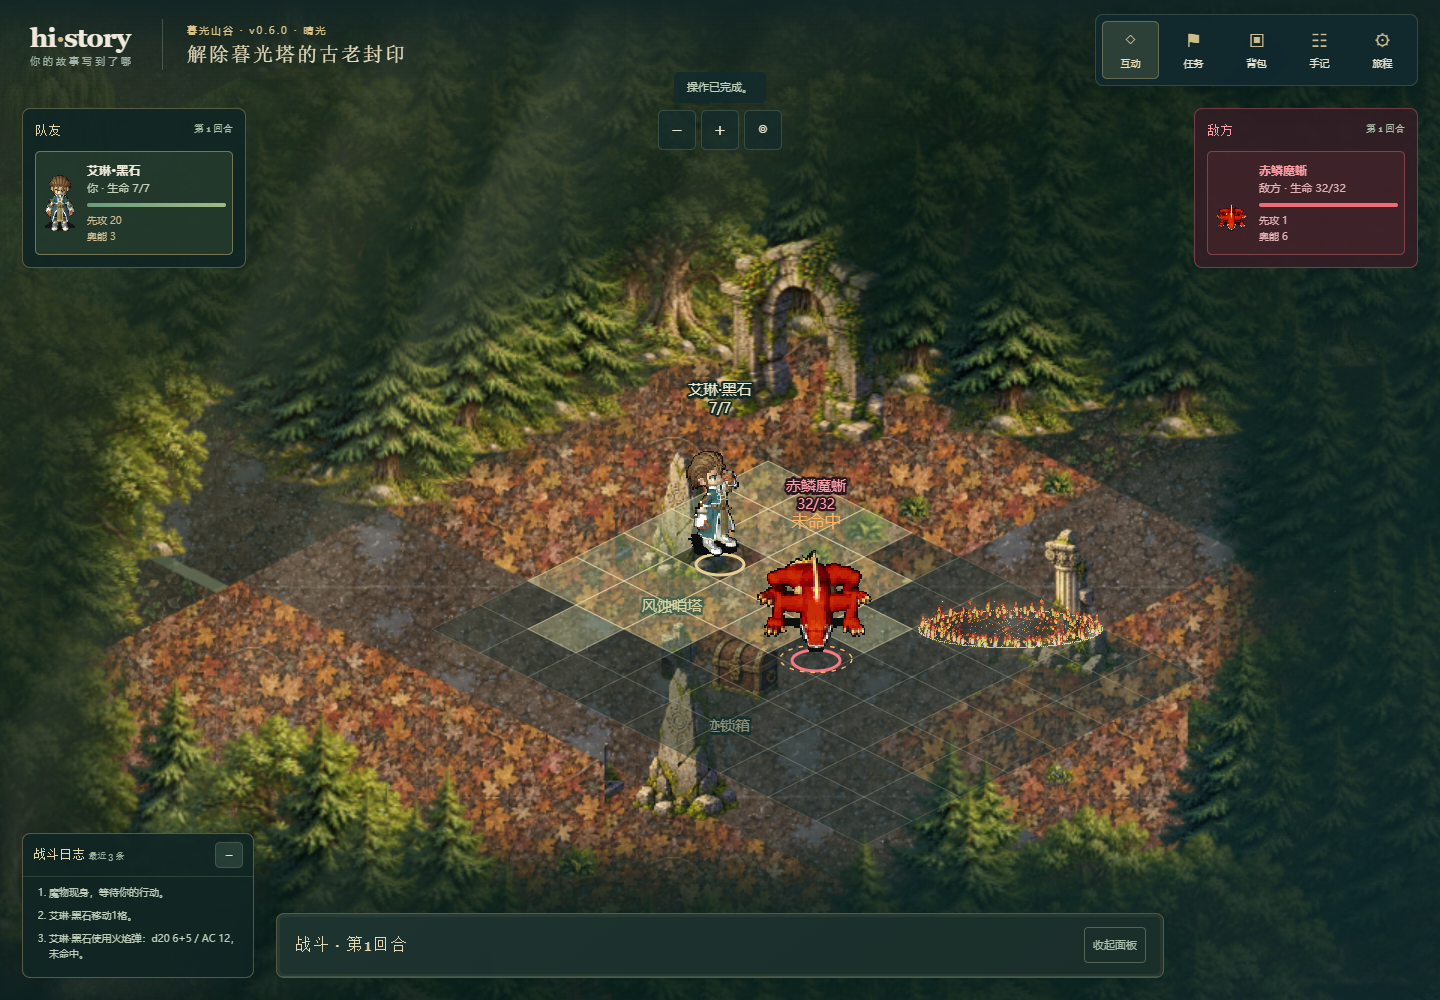 hi·story
你的故事写到了哪
暮光山谷 · v0.6.0 · 晴光
解除暮光塔的古老封印
互动
任务
背包
手记
旅程
操作已完成。
− + ⌾
队友
第1回合
艾琳·黑石
你 · 生命 7/7
先攻 20
奥能 3
敌方
第1回合
赤鳞魔蜥
敌方 · 生命 32/32
先攻 1
奥能 6
艾琳·黑石
7/7
赤鳞魔蜥
32/32
未命中
风蚀哨塔
锁箱
战斗日志 最近3条
−
1. 魔物现身，等待你的行动。
2. 艾琳·黑石移动1格。
3. 艾琳·黑石使用火焰弹：d20 6+5 / AC 12，
未命中。
战斗 · 第1回合
收起面板